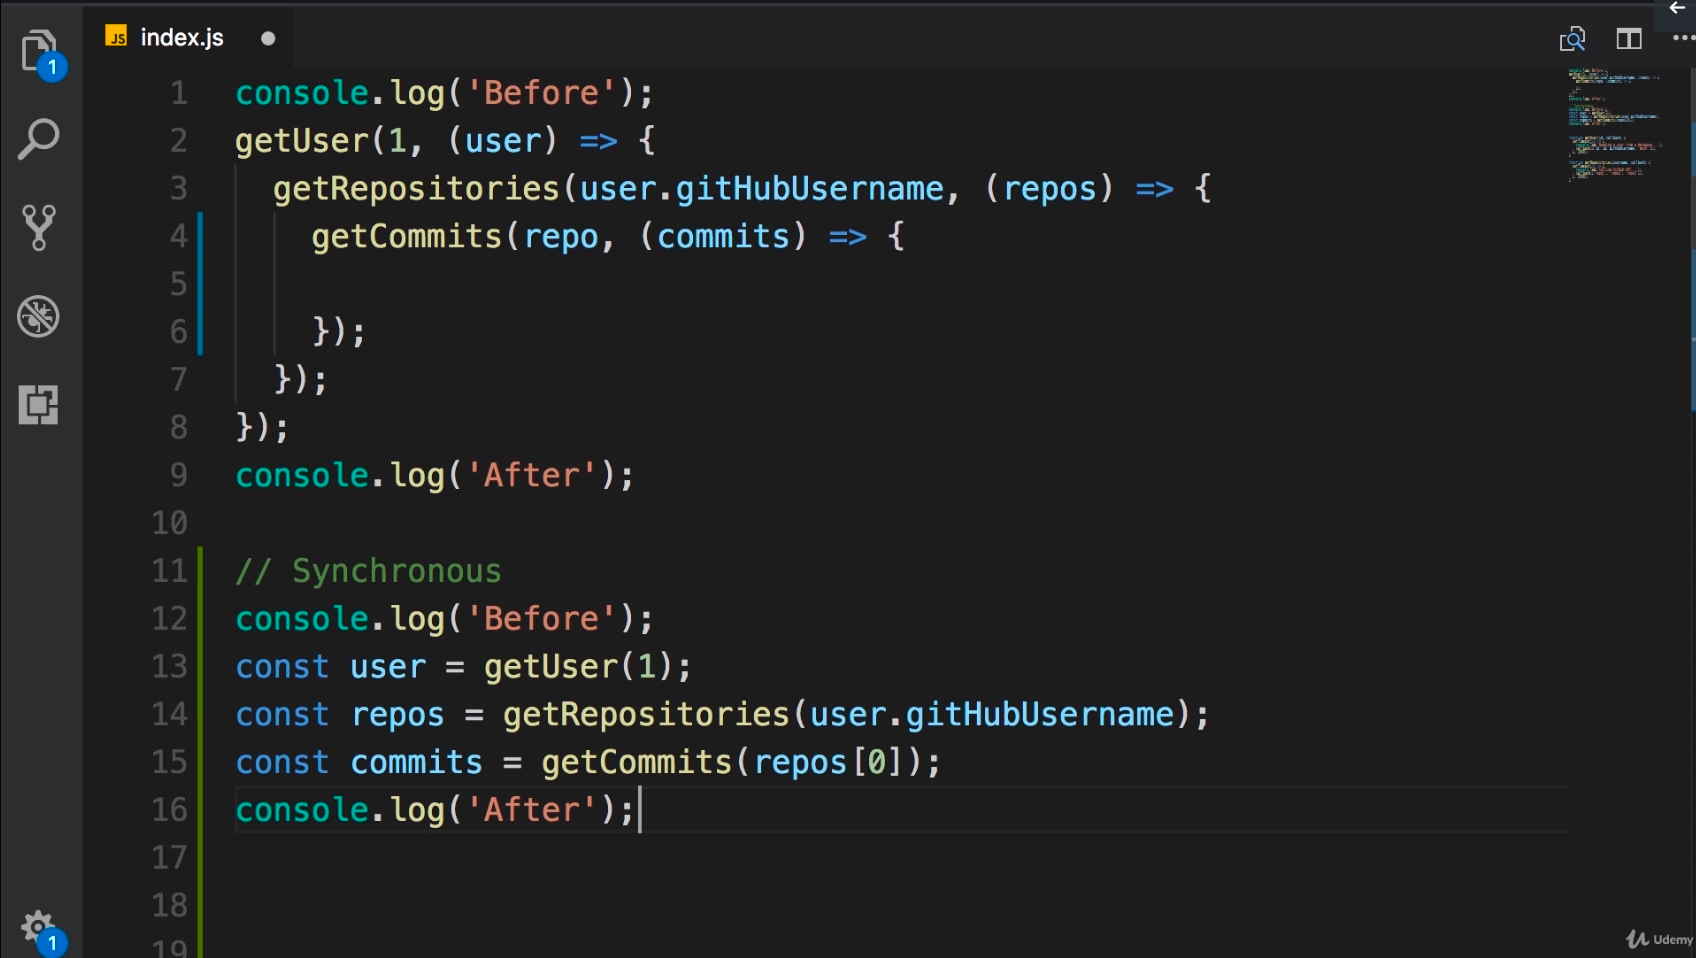 JS index.js
1 console.log('Before');
2 getUser(1, (user) => {
3 getRepositories(user.gitHubUsername, (repos) => {
4 getCommits(repo, (commits) => {
5
6 });
7 });
8 });
9 console.log('After');
10
11 // Synchronous
12 console.log('Before');
13 const user = getUser(1);
14 const repos = getRepositories(user.gitHubUsername);
15 const commits = getCommits(repos[0]);
16 console.log('After');
17
18
19
1
1
Udemy